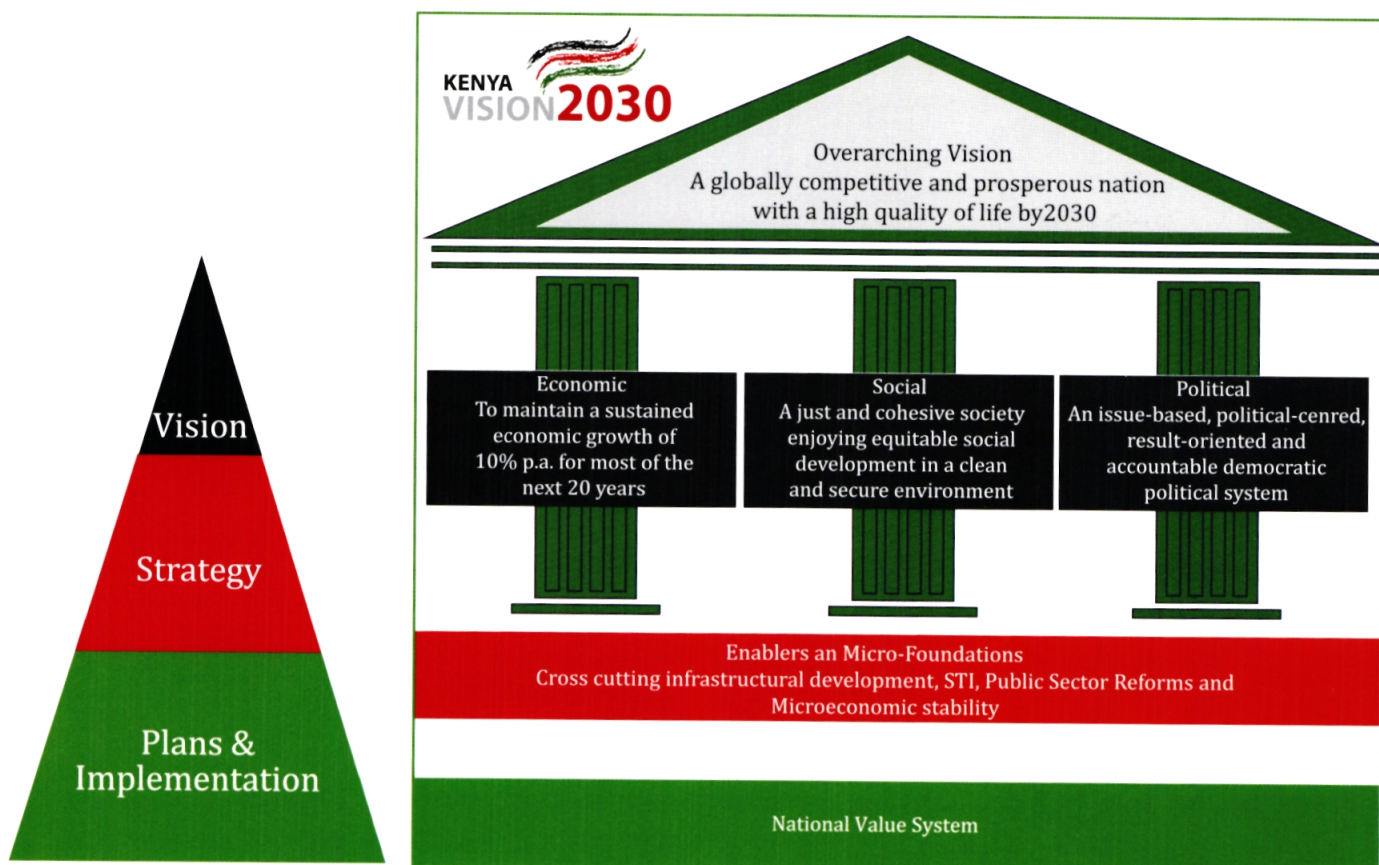 KENYA
VISION2030
Overarching Vision
A globally competitive and prosperous nation
with a high quality of life by2030
Vision
Strategy
Plans &
Implementation
Economic
To maintain a sustained
economic growth of
10% p.a. for most of the
next 20 years
Social
A just and cohesive society
enjoying equitable social
development in a clean
and secure environment
Political
An issue-based, political-cenred,
result-oriented and
accountable democratic
political system
Enablers an Micro-Foundations
Cross cutting infrastructural development, STI, Public Sector Reforms and
Microeconomic stability
National Value System